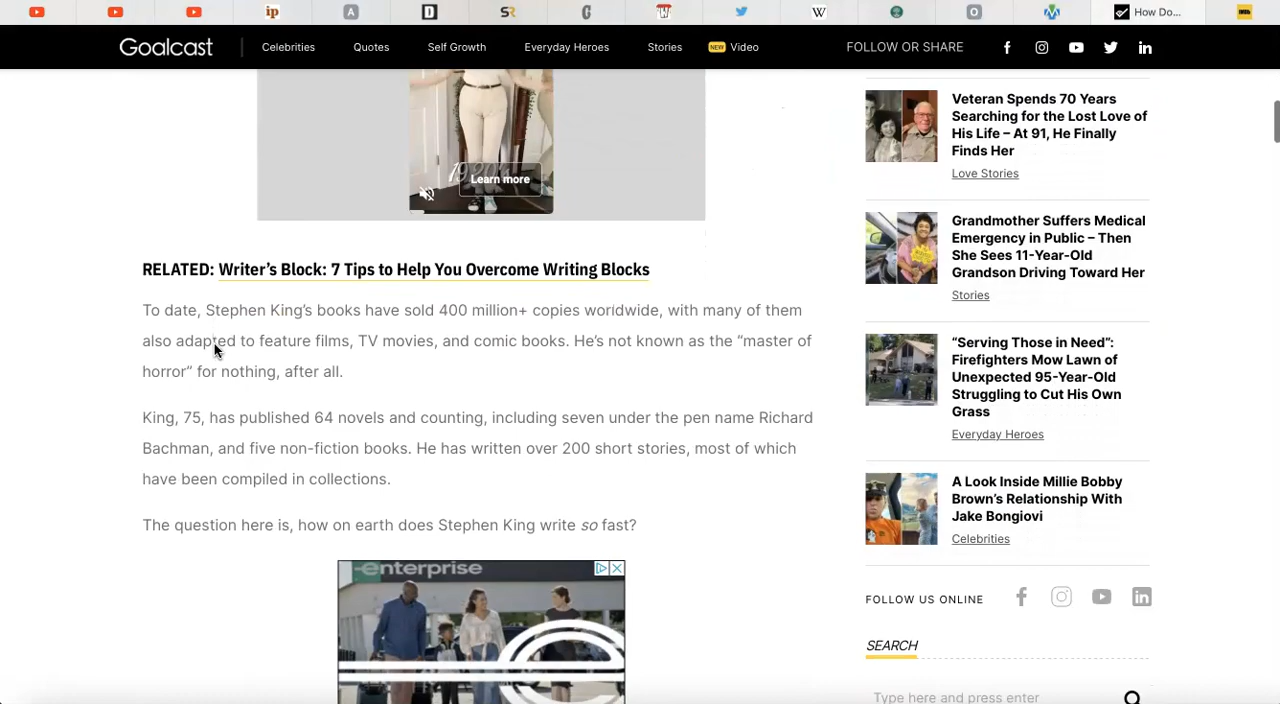 How Do...
Goalcast
Celebrities
Quotes
Self Growth
Everyday Heroes
Stories
NEW Video
FOLLOW OR SHARE
Learn more
RELATED: Writer's Block: 7 Tips to Help You Overcome Writing Blocks
To date, Stephen King's books have sold 400 million+ copies worldwide, with many of them
also adapted to feature films, TV movies, and comic books. He's not known as the “master of
horror” for nothing, after all.
King, 75, has published 64 novels and counting, including seven under the pen name Richard
Bachman, and five non-fiction books. He has written over 200 short stories, most of which
have been compiled in collections.
The question here is, how on earth does Stephen King write so fast?
enterprise
Veteran Spends 70 Years
Searching for the Lost Love of
His Life – At 91, He Finally
Finds Her
Love Stories
Grandmother Suffers Medical
Emergency in Public – Then
She Sees 11-Year-Old
Grandson Driving Toward Her
Stories
“Serving Those in Need”:
Firefighters Mow Lawn of
Unexpected 95-Year-Old
Struggling to Cut His Own
Grass
Everyday Heroes
A Look Inside Millie Bobby
Brown's Relationship With
Jake Bongiovi
Celebrities
FOLLOW US ONLINE
SEARCH
Type here and press enter